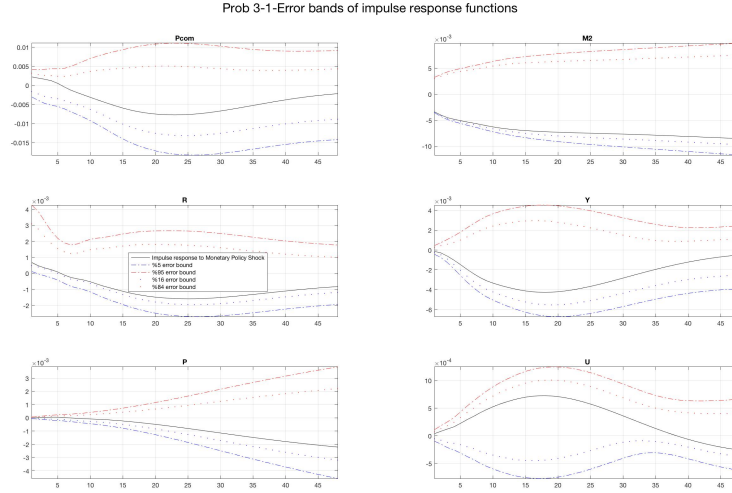 Prob 3-1-Error bands of impulse response functions
Pcom
0.01
0.005
0
-0.005
-0.01
-0.015
5 10 15 20 25 30 35 40 45
M2
×10⁻³
5
0
-5
-10
5 10 15 20 25 30 35 40 45
R
×10⁻³
4
3
2
1
0
-1
-2
Impulse response to Monetary Policy Shock
%5 error bound
%95 error bound
%16 error bound
%84 error bound
5 10 15 20 25 30 35 40 45
Y
×10⁻³
4
2
0
-2
-4
-6
5 10 15 20 25 30 35 40 45
P
×10⁻³
3
2
1
0
-1
-2
-3
-4
5 10 15 20 25 30 35 40 45
U
×10⁻⁴
10
5
0
-5
5 10 15 20 25 30 35 40 45